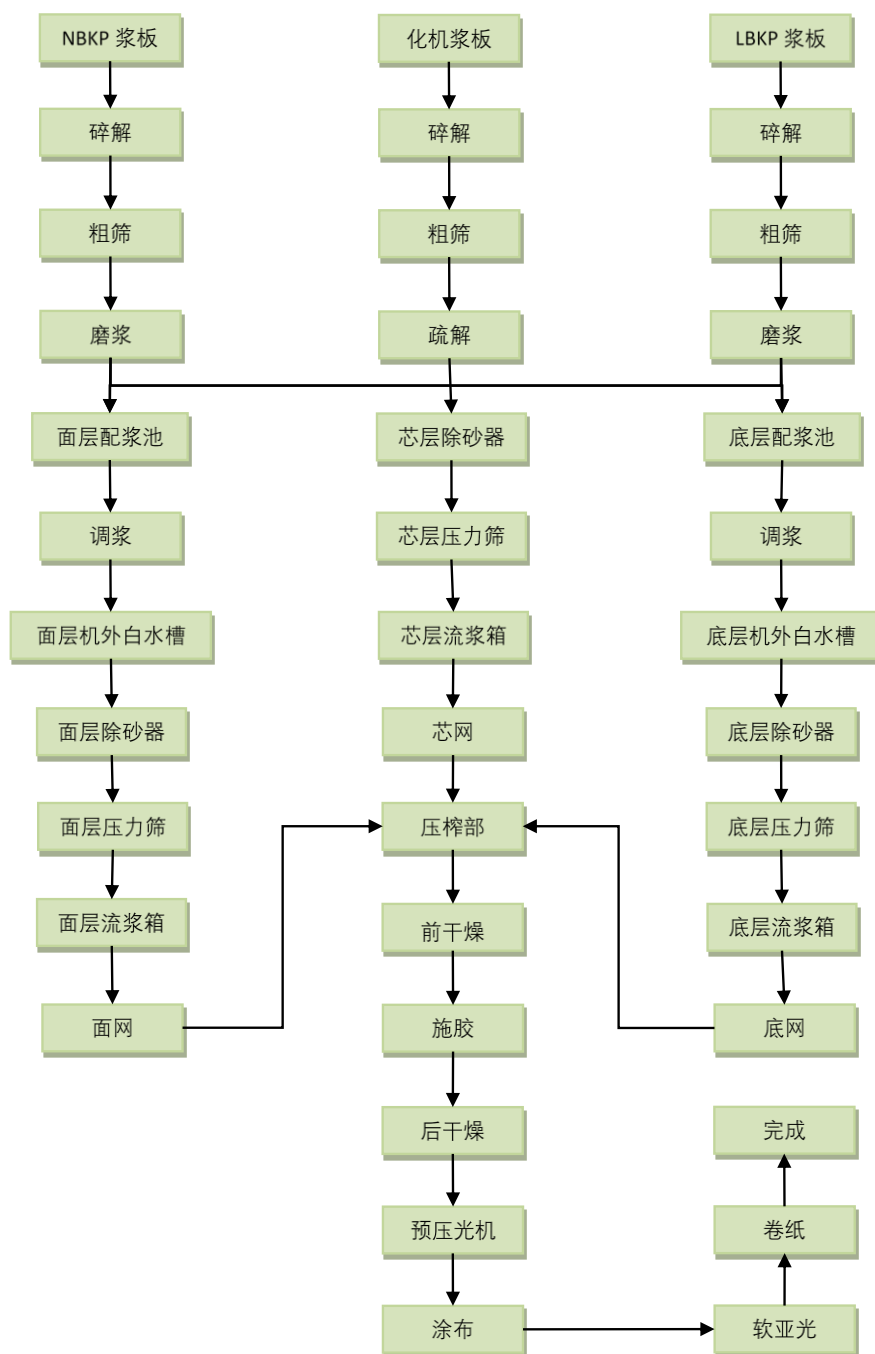 NBKP 浆板
化机浆板
LBKP 浆板
碎解
碎解
碎解
粗筛
粗筛
粗筛
磨浆
疏解
磨浆
面层配浆池
芯层除砂器
底层配浆池
调浆
芯层压力筛
调浆
面层机外白水槽
芯层流浆箱
底层机外白水槽
面层除砂器
芯网
底层除砂器
面层压力筛
压榨部
底层压力筛
面层流浆箱
前干燥
底层流浆箱
面网
施胶
底网
后干燥
完成
预压光机
卷纸
涂布
软亚光